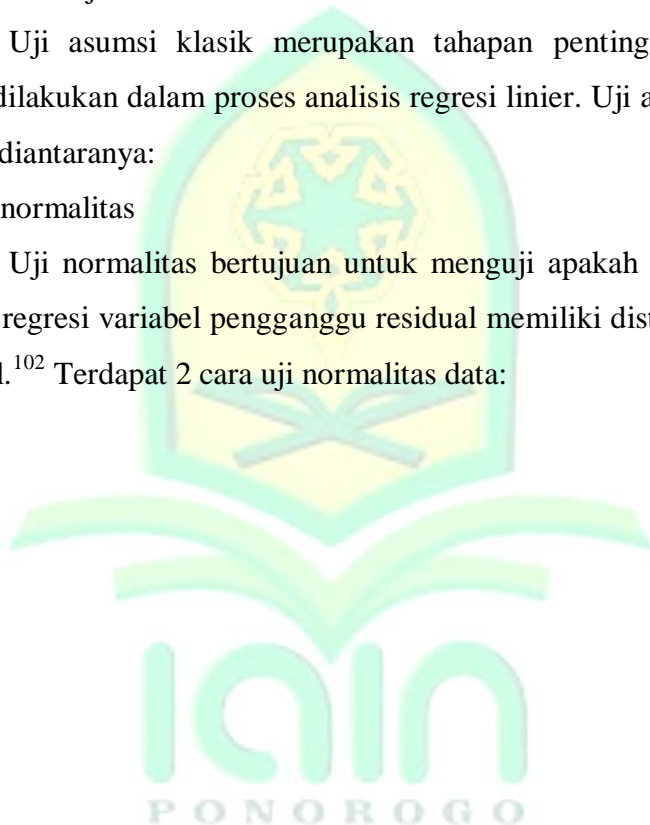 Uji asumsi klasik merupakan tahapan penting
dilakukan dalam proses analisis regresi linier. Uji
diantaranya:
normalitas
Uji normalitas bertujuan untuk menguji apakah
regresi variabel pengganggu residual memiliki
102 Terdapat 2 cara uji normalitas data:
iain
PONOROGO